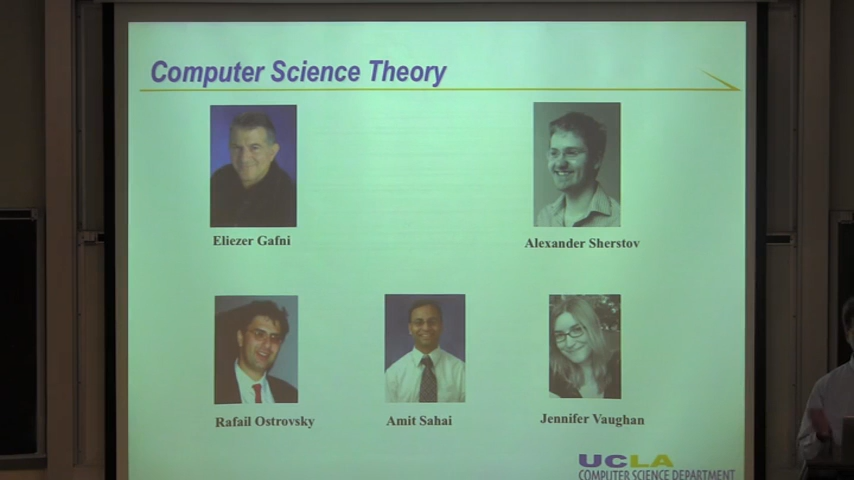 Computer Science Theory
Eliezer Gafni
Alexander Sherstov
Rafail Ostrovsky
Amit Sahai
Jennifer Vaughan
UCLA
COMPUTER SCIENCE DEPARTMENT